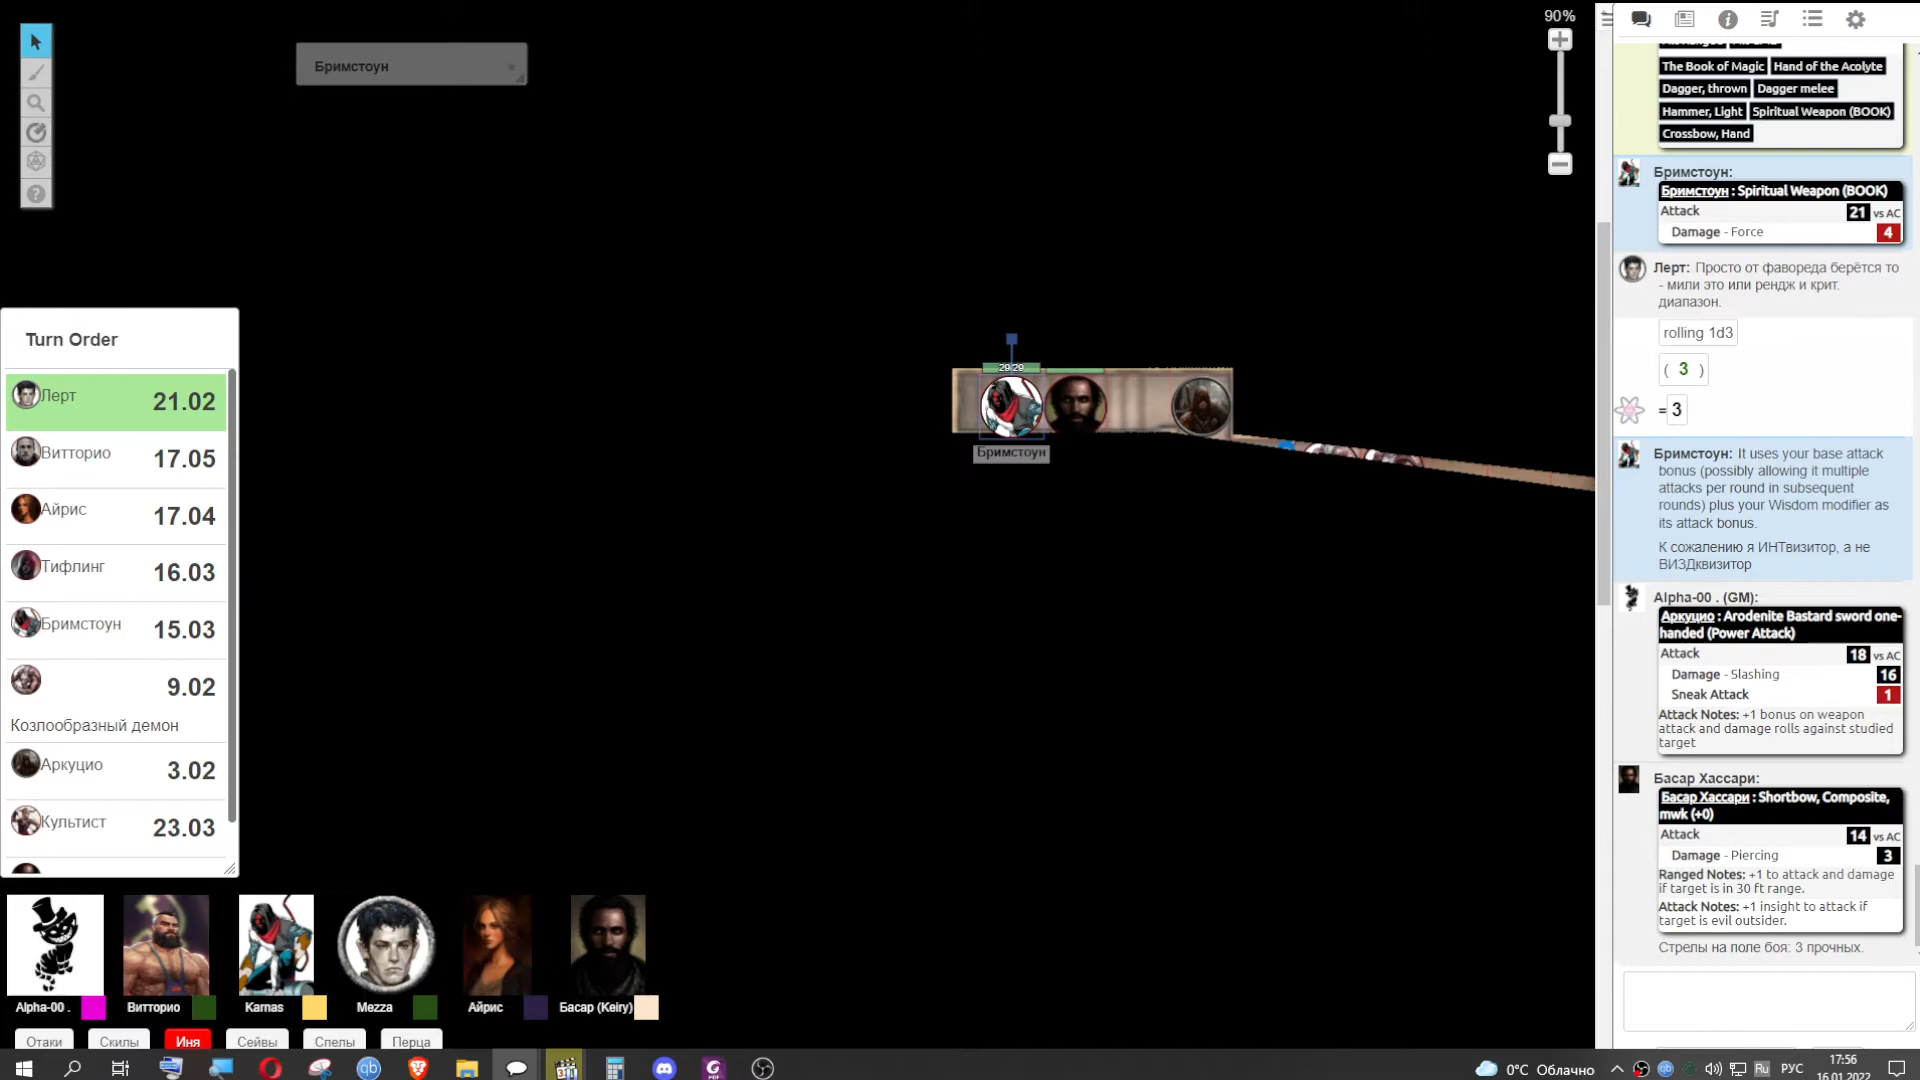 Бримстоун
90%
29/29
Бримстоун
Turn Order
Лерт 21.02
Витторио 17.05
Айрис 17.04
Тифлинг 16.03
Бримстоун 15.03
9.02
Козлообразный демон
Аркуцио 3.02
Культист 23.03
Alpha-00 .
Витторио
Karnas
Mezza
Айрис
Басар (Keiry)
Отаки
Скилы
Иня
Сейвы
Спелы
Перца
The Book of Magic Hand of the Acolyte
Dagger, thrown Dagger melee
Hammer, Light Spiritual Weapon (BOOK)
Crossbow, Hand
Бримстоун:
Бримстоун : Spiritual Weapon (BOOK)
Attack 21 vs AC
Damage - Force 4
Лерт: Просто от фавореда берётся то
- мили это или рендж и крит.
диапазон.
rolling 1d3
( 3 )
=3
Бримстоун: It uses your base attack
bonus (possibly allowing it multiple
attacks per round in subsequent
rounds) plus your Wisdom modifier as
its attack bonus.
К сожалению я ИНТвизитор, а не
ВИЗДквизитор
Alpha-00 . (GM):
Аркуцио : Arodenite Bastard sword one-
handed (Power Attack)
Attack 18 vs AC
Damage - Slashing 16
Sneak Attack 1
Attack Notes: +1 bonus on weapon
attack and damage rolls against studied
target
Басар Хассари:
Басар Хассари : Shortbow, Composite,
mwk (+0)
Attack 14 vs AC
Damage - Piercing 3
Ranged Notes: +1 to attack and damage
if target is in 30 ft range.
Attack Notes: +1 insight to attack if
target is evil outsider.
Стрелы на поле боя: 3 прочных.
0°C Облачно
Ru
РУС
17:56
16.01.2022